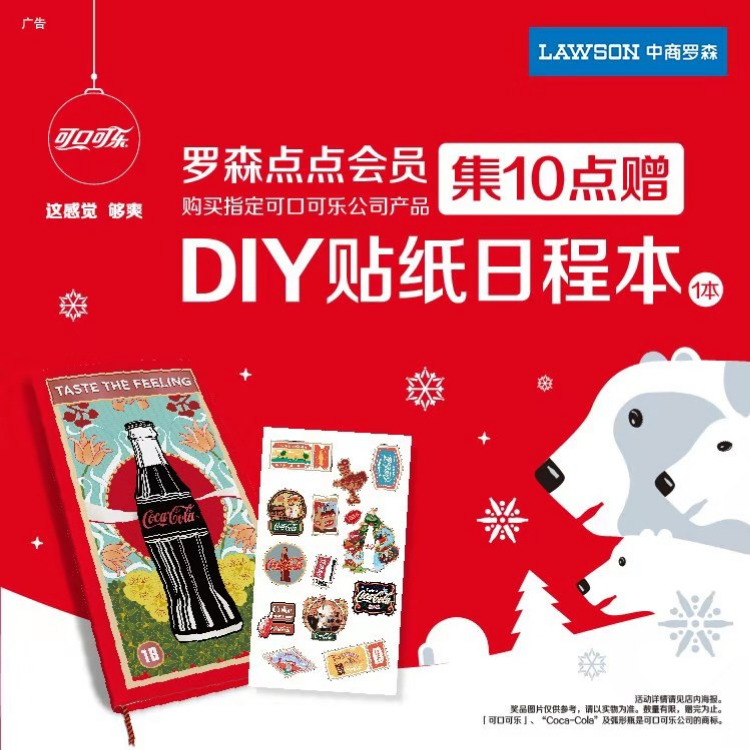 广告
LAWSON 中商罗森
可口可乐
这感觉 够爽
罗森点点会员
购买指定可口可乐公司产品
集10点赠
DIY贴纸日程本
1本
TASTE THE FEELING
Coca-Cola
18
活动详情请见店内海报。
奖品图片仅供参考，请以实物为准。数量有限，赠完为止。
「可口可乐」、“Coca-Cola”及弧形瓶是可口可乐公司的商标。